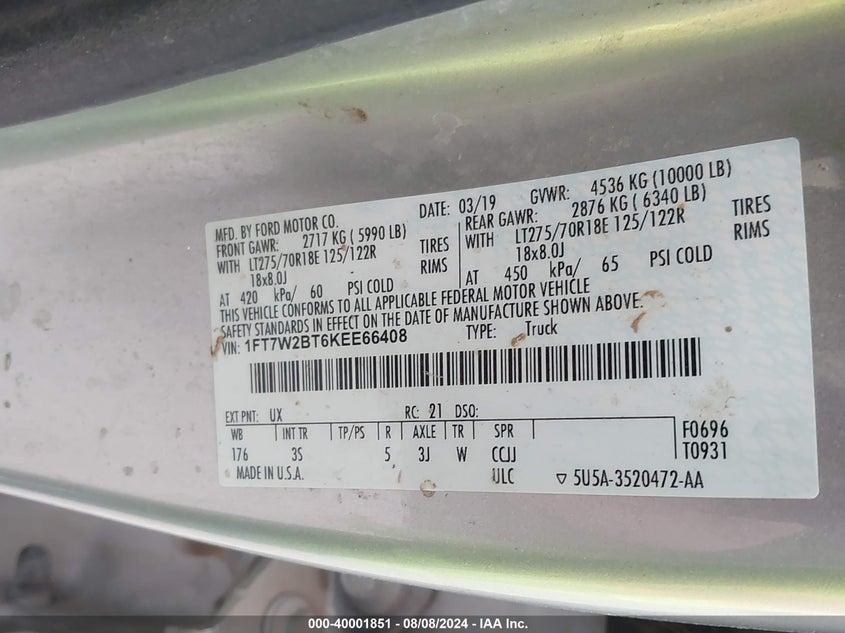 MFD. BY FORD MOTOR CO.
DATE: 03/19 GVWR: 4536 KG (10000 LB)
FRONT GAWR: 2717 KG ( 5990 LB)
WITH LT275/70R18E 125/122R TIRES
18x8.0J RIMS
AT 420 kPa/ 60 PSI COLD
REAR GAWR: 2876 KG ( 6340 LB)
WITH LT275/70R18E 125/122R TIRES
18x8.0J RIMS
AT 450 kPa/ 65 PSI COLD
THIS VEHICLE CONFORMS TO ALL APPLICABLE FEDERAL MOTOR VEHICLE
SAFETY STANDARDS IN EFFECT ON THE DATE OF MANUFACTURE SHOWN ABOVE.
VIN: 1FT7W2BT6KEE66408 TYPE: Truck
EXT PNT: UX RC: 21 DSO:
WB INT TR TP/PS R AXLE TR SPR F0696
176 3S 5 3J W CCJJ T0931
MADE IN U.S.A. ULC ▽ 5U5A-3520472-AA
000-40001851 - 08/08/2024 - IAA Inc.